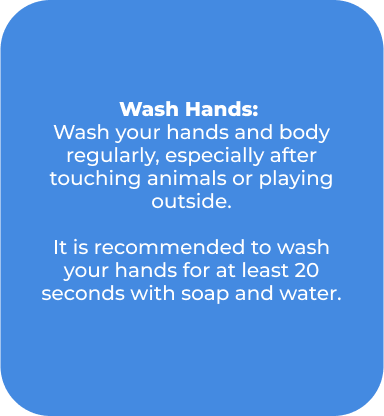 Wash Hands:
Wash your hands and body
regularly, especially after
touching animals or playing
outside.
It is recommended to wash
your hands for at least 20
seconds with soap and water.